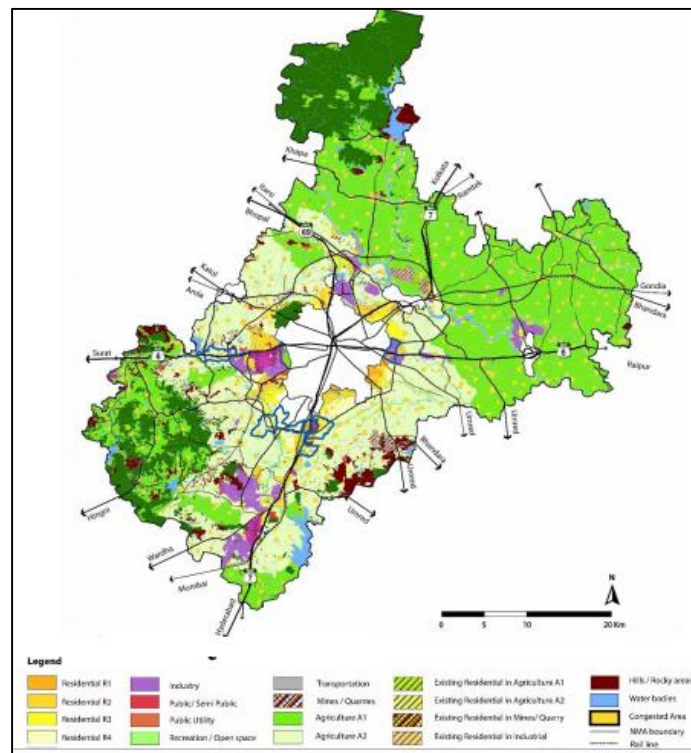 Khapa
Kolkata
Ramtek
7
Itarsi
Bhopal
69
Katol
Amla
Gondia
Bhandara
Surat
6
6
Raipur
Umred
Umred
Bhandara
Umred
Umred
Hingni
Wardha
Mumbai
7
Hyderabad
N
0 5 10 20 Km
Legend
Residential R1
Residential R2
Residential R3
Residential R4
Industry
Public/ Semi Public
Public Utility
Recreation / Open space
Transportation
Mines / Quarries
Agriculture A1
Agriculture A2
Existing Residential in Agriculture A1
Existing Residential in Agriculture A2
Existing Residential in Mines/ Quarry
Existing Residential in Industrial
Hills / Rocky areas
Water bodies
Congested Area
NMA boundary
Rail line